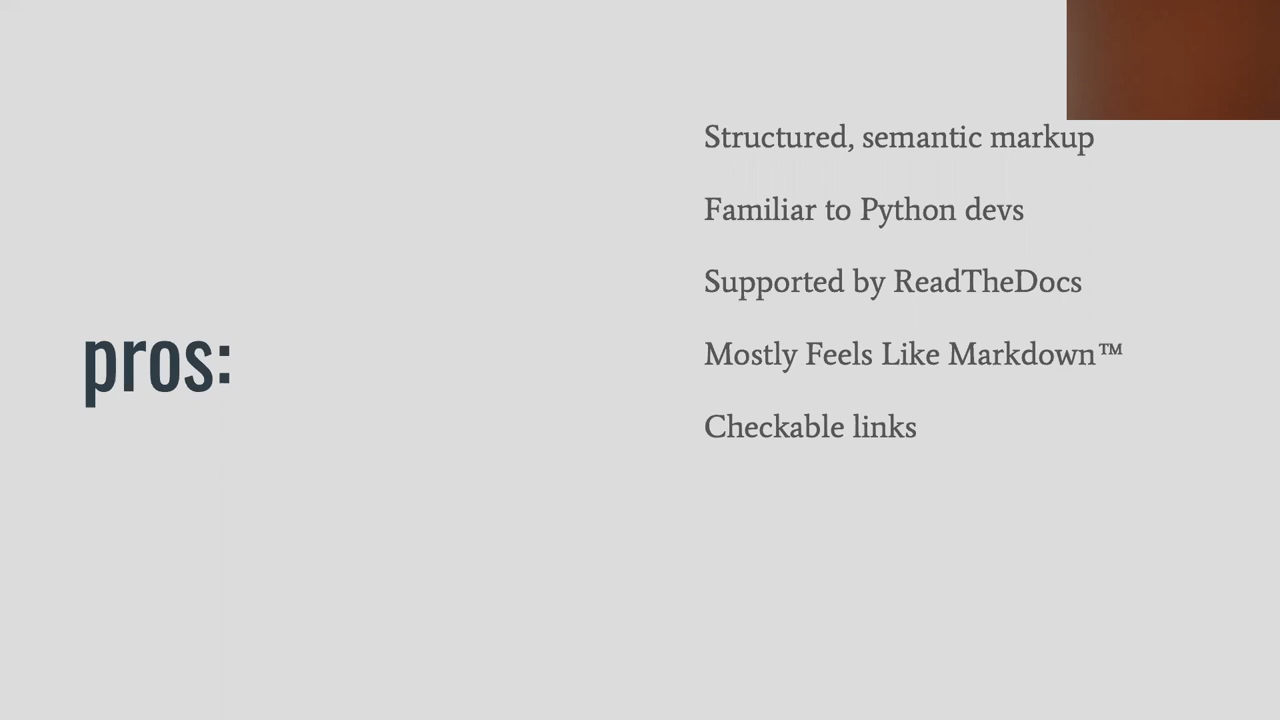 pros:
Structured, semantic markup
Familiar to Python devs
Supported by ReadTheDocs
Mostly Feels Like Markdown™
Checkable links